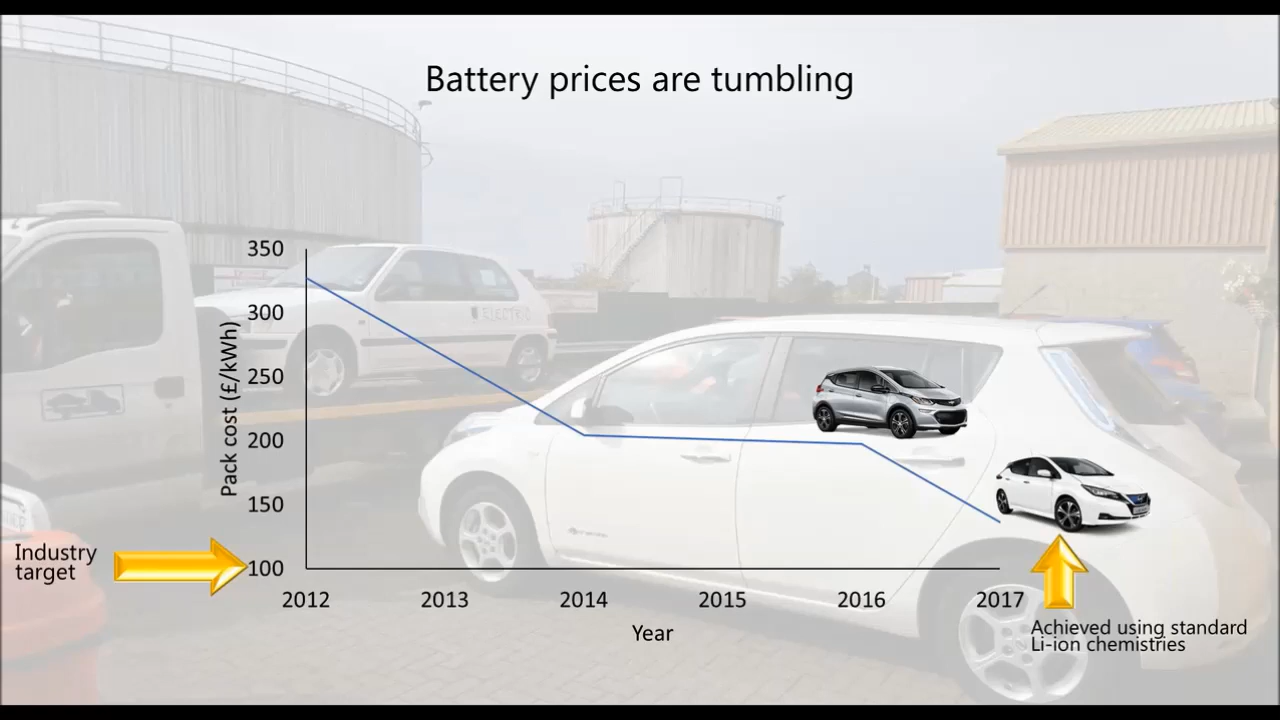 Battery prices are tumbling
350
300
250
200
150
100
Pack cost (£/kWh)
Industry
target
2012 2013 2014 2015 2016 2017
Year
Achieved using standard
Li-ion chemistries